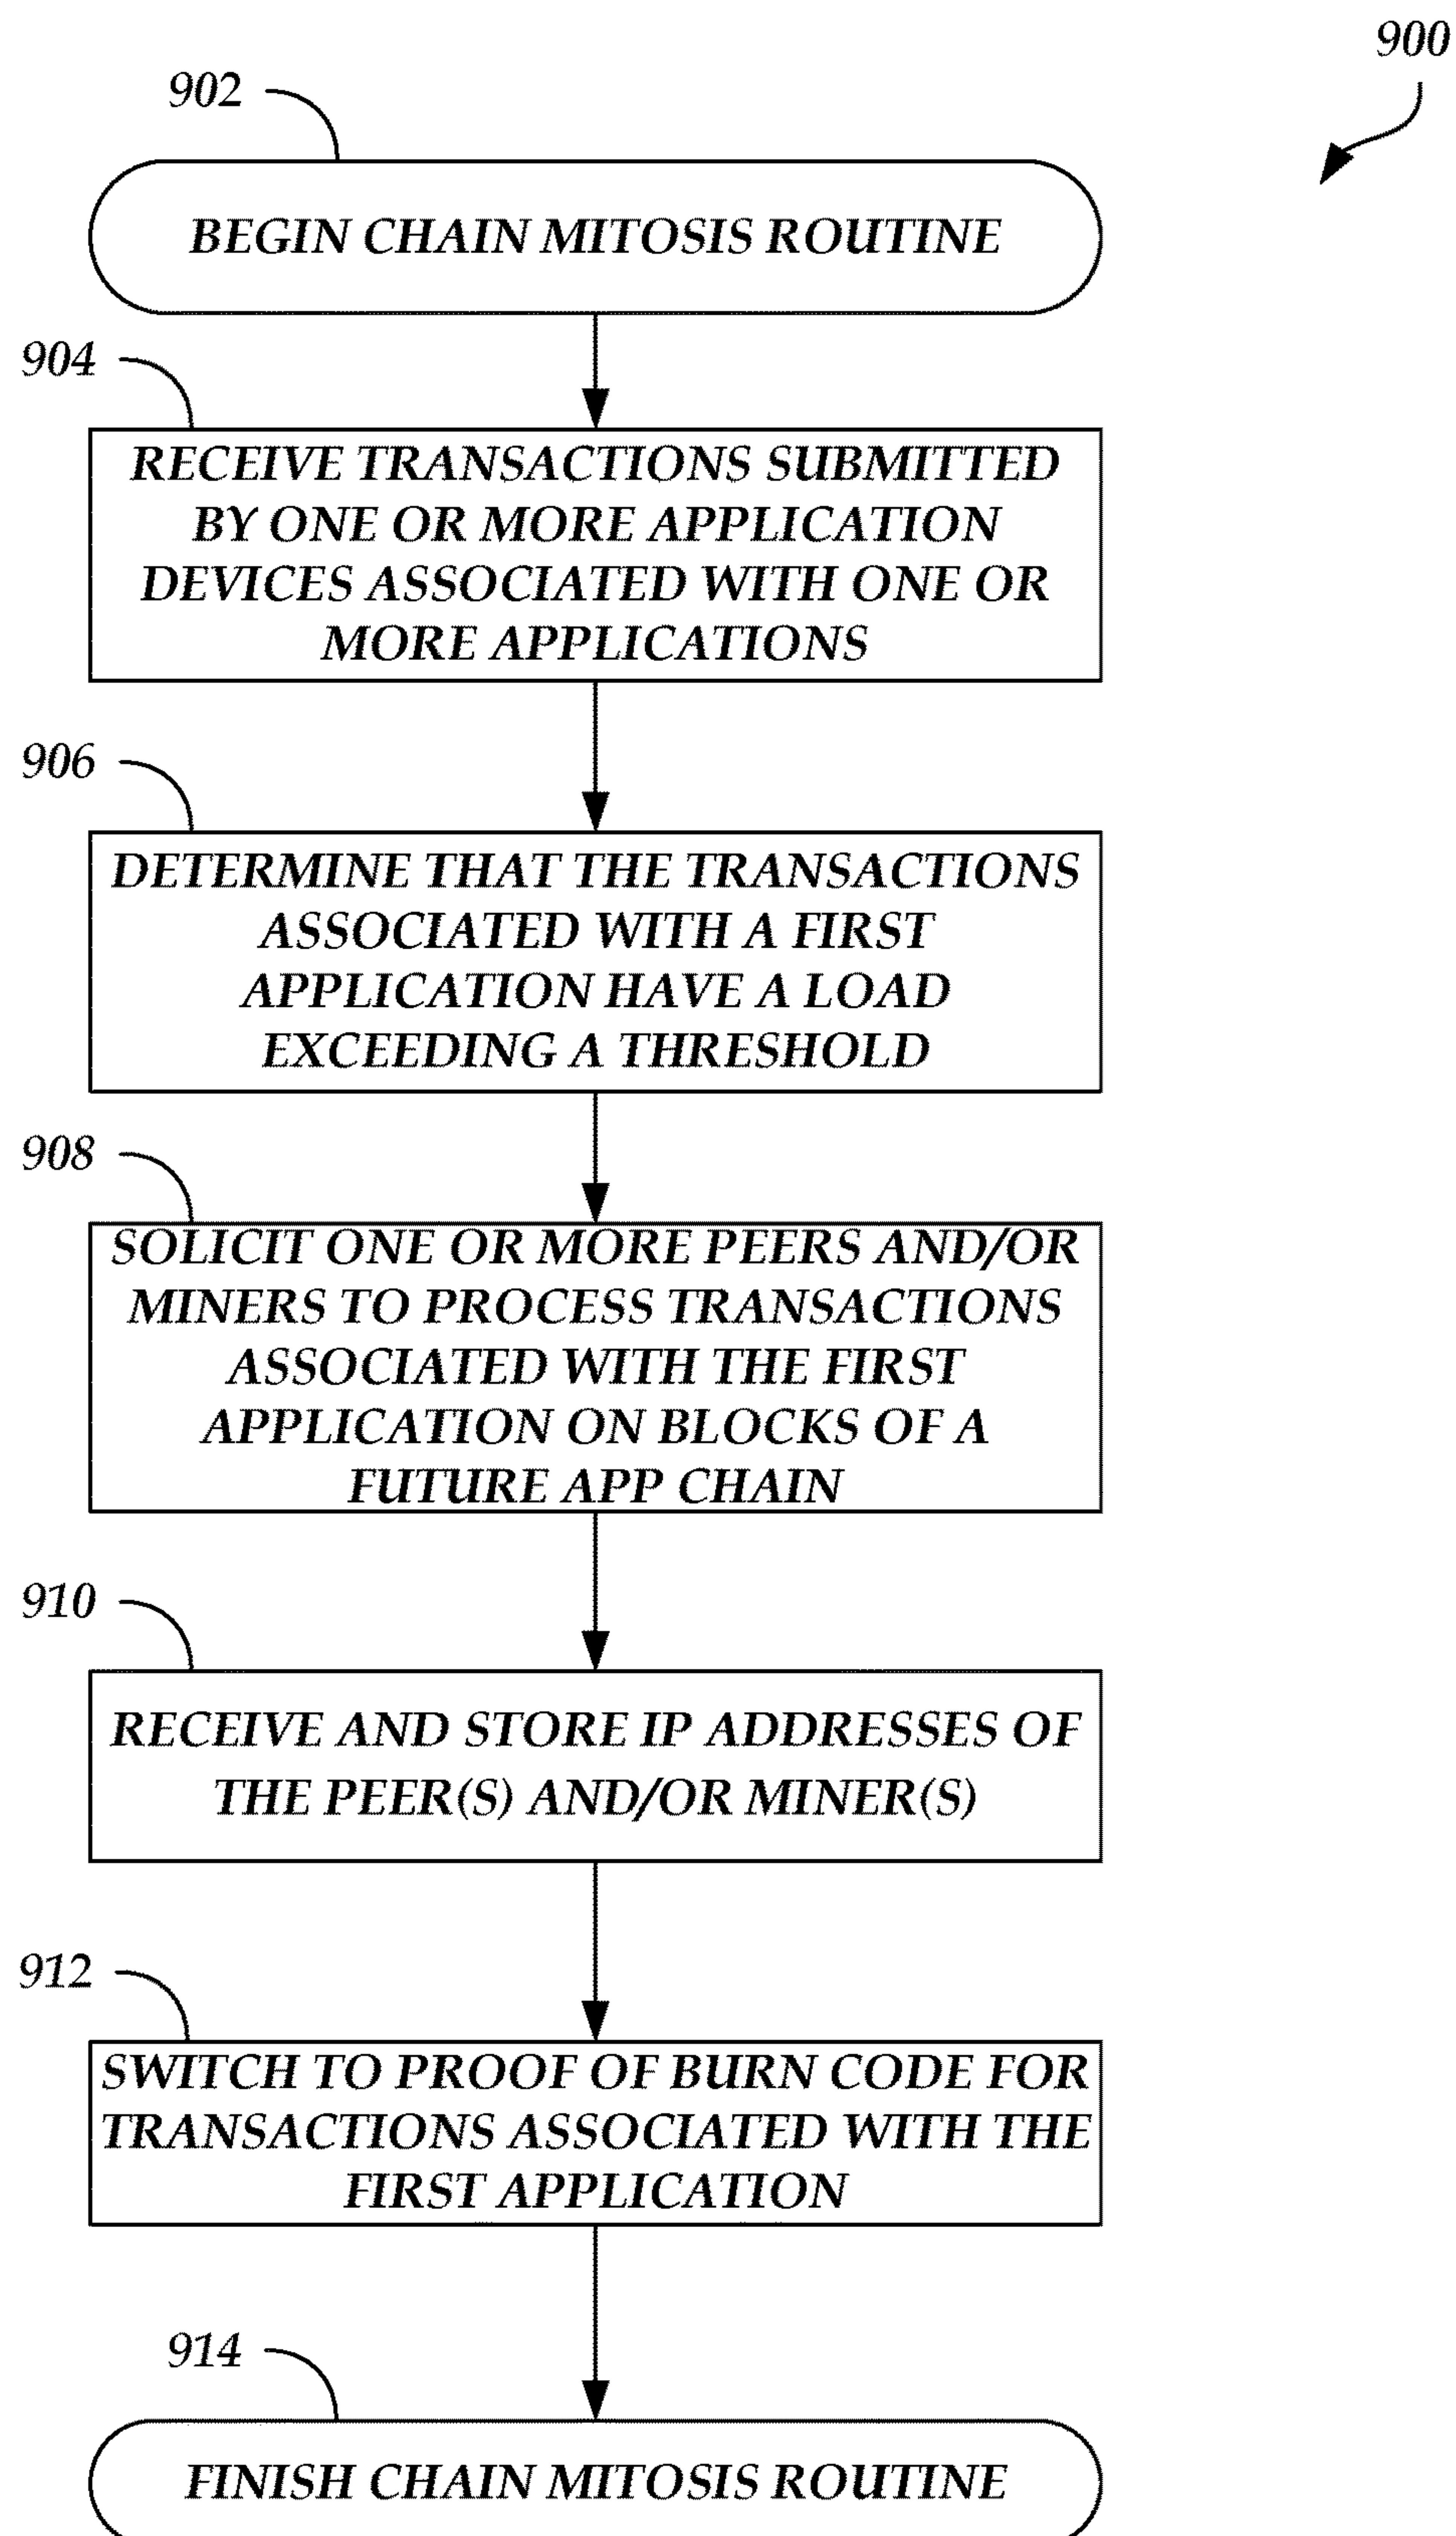 900
902
BEGIN CHAIN MITOSIS ROUTINE
904
RECEIVE TRANSACTIONS SUBMITTED
BY ONE OR MORE APPLICATION
DEVICES ASSOCIATED WITH ONE OR
MORE APPLICATIONS
906
DETERMINE THAT THE TRANSACTIONS
ASSOCIATED WITH A FIRST
APPLICATION HAVE A LOAD
EXCEEDING A THRESHOLD
908
SOLICIT ONE OR MORE PEERS AND/OR
MINERS TO PROCESS TRANSACTIONS
ASSOCIATED WITH THE FIRST
APPLICATION ON BLOCKS OF A
FUTURE APP CHAIN
910
RECEIVE AND STORE IP ADDRESSES OF
THE PEER(S) AND/OR MINER(S)
912
SWITCH TO PROOF OF BURN CODE FOR
TRANSACTIONS ASSOCIATED WITH THE
FIRST APPLICATION
914
FINISH CHAIN MITOSIS ROUTINE